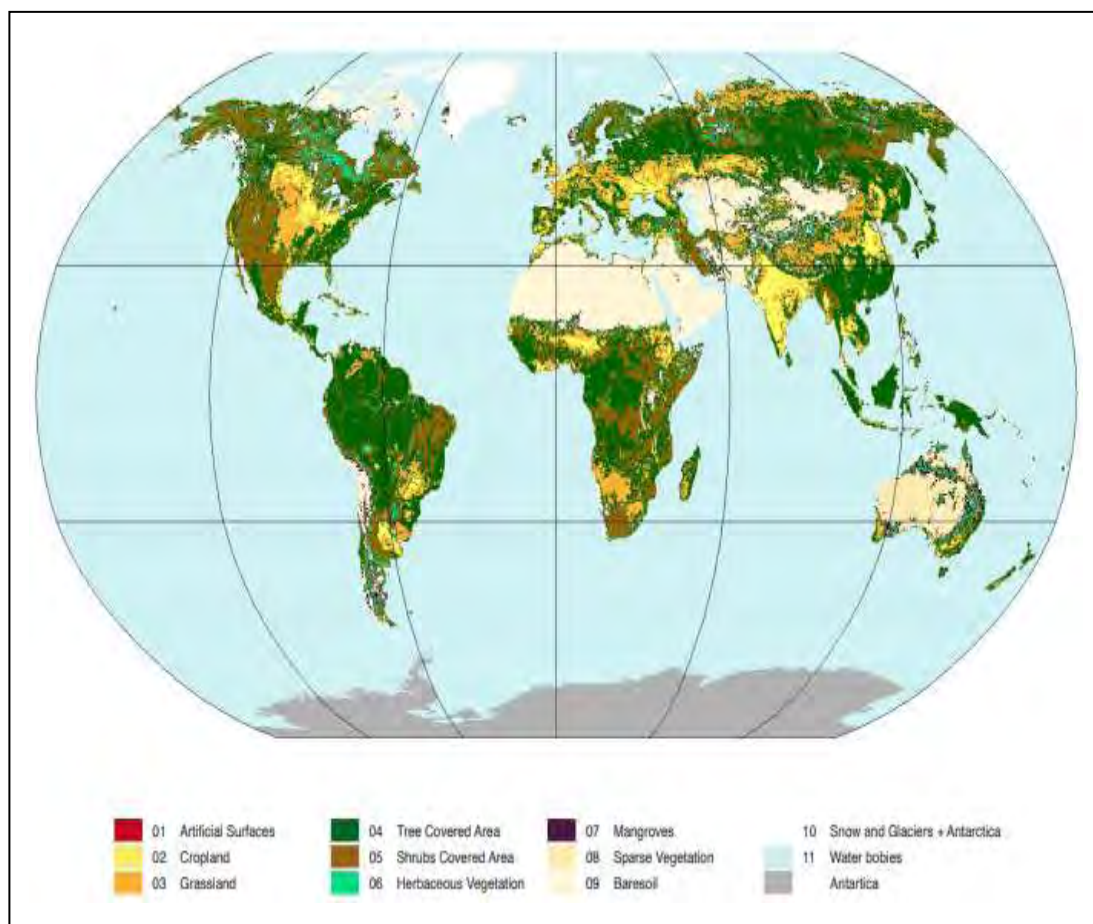 01 Artificial Surfaces
02 Cropland
03 Grassland
04 Tree Covered Area
05 Shrubs Covered Area
06 Herbaceous Vegetation
07 Mangroves
08 Sparse Vegetation
09 Baresoil
10 Snow and Glaciers + Antarctica
11 Water bobies
Antartica